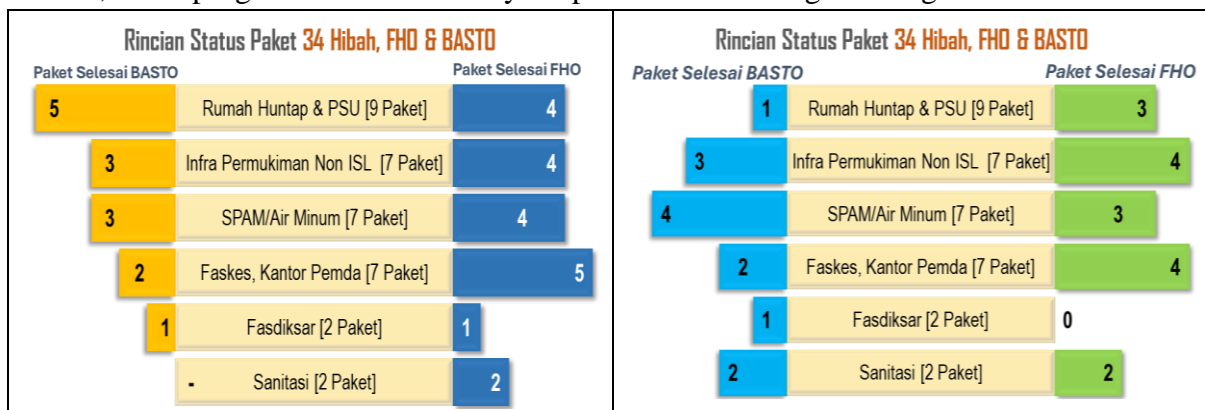 Rincian Status Paket 34 Hibah, FHO & BASTO
Paket Selesai BASTO
Paket Selesai FHO
5 Rumah Huntap & PSU [9 Paket] 4
3 Infra Permukiman Non ISL [7 Paket] 4
3 SPAM/Air Minum [7 Paket] 4
2 Faskes, Kantor Pemda [7 Paket] 5
1 Fasdiksar [2 Paket] 1
- Sanitasi [2 Paket] 2
Rincian Status Paket 34 Hibah, FHO & BASTO
Paket Selesai BASTO
Paket Selesai FHO
1 Rumah Huntap & PSU [9 Paket] 3
3 Infra Permukiman Non ISL [7 Paket] 4
4 SPAM/Air Minum [7 Paket] 3
2 Faskes, Kantor Pemda [7 Paket] 4
1 Fasdiksar [2 Paket] 0
2 Sanitasi [2 Paket] 2